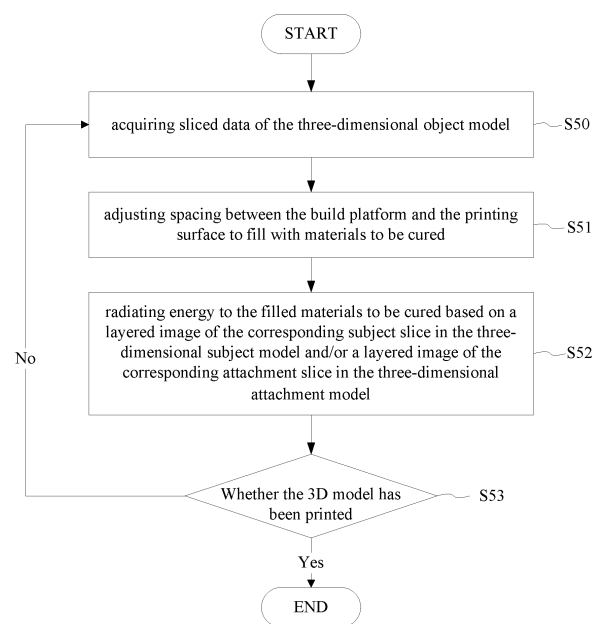 START
acquiring sliced data of the three-dimensional object model
S50
adjusting spacing between the build platform and the printing
surface to fill with materials to be cured
S51
radiating energy to the filled materials to be cured based on a
layered image of the corresponding subject slice in the three-
dimensional subject model and/or a layered image of the
corresponding attachment slice in the three-dimensional
attachment model
S52
No
Whether the 3D model has
been printed
S53
Yes
END